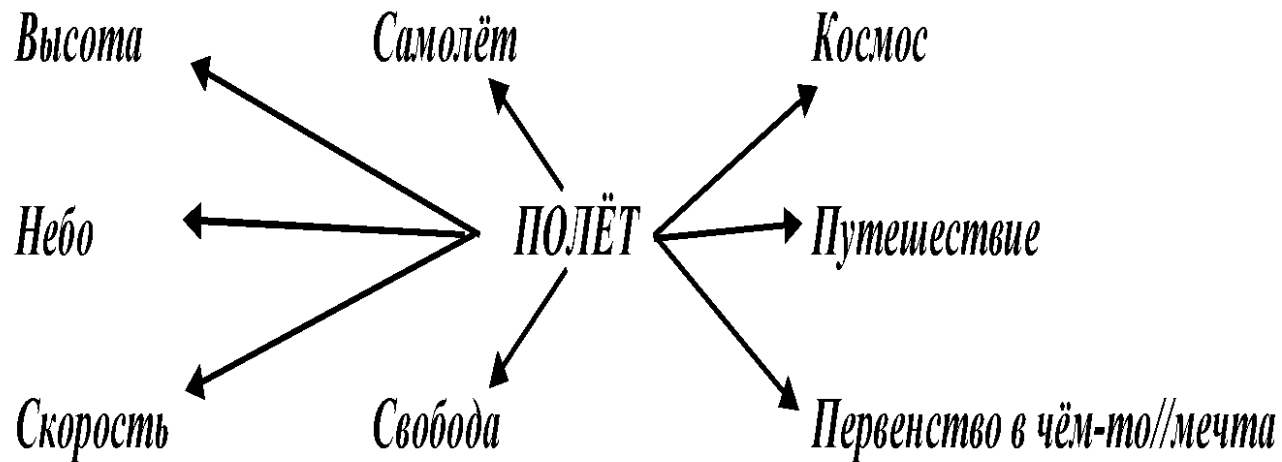 Высота Самолёт Космос
Небо ПОЛЁТ Путешествие
Скорость Свобода Первенство в чём-то//мечта